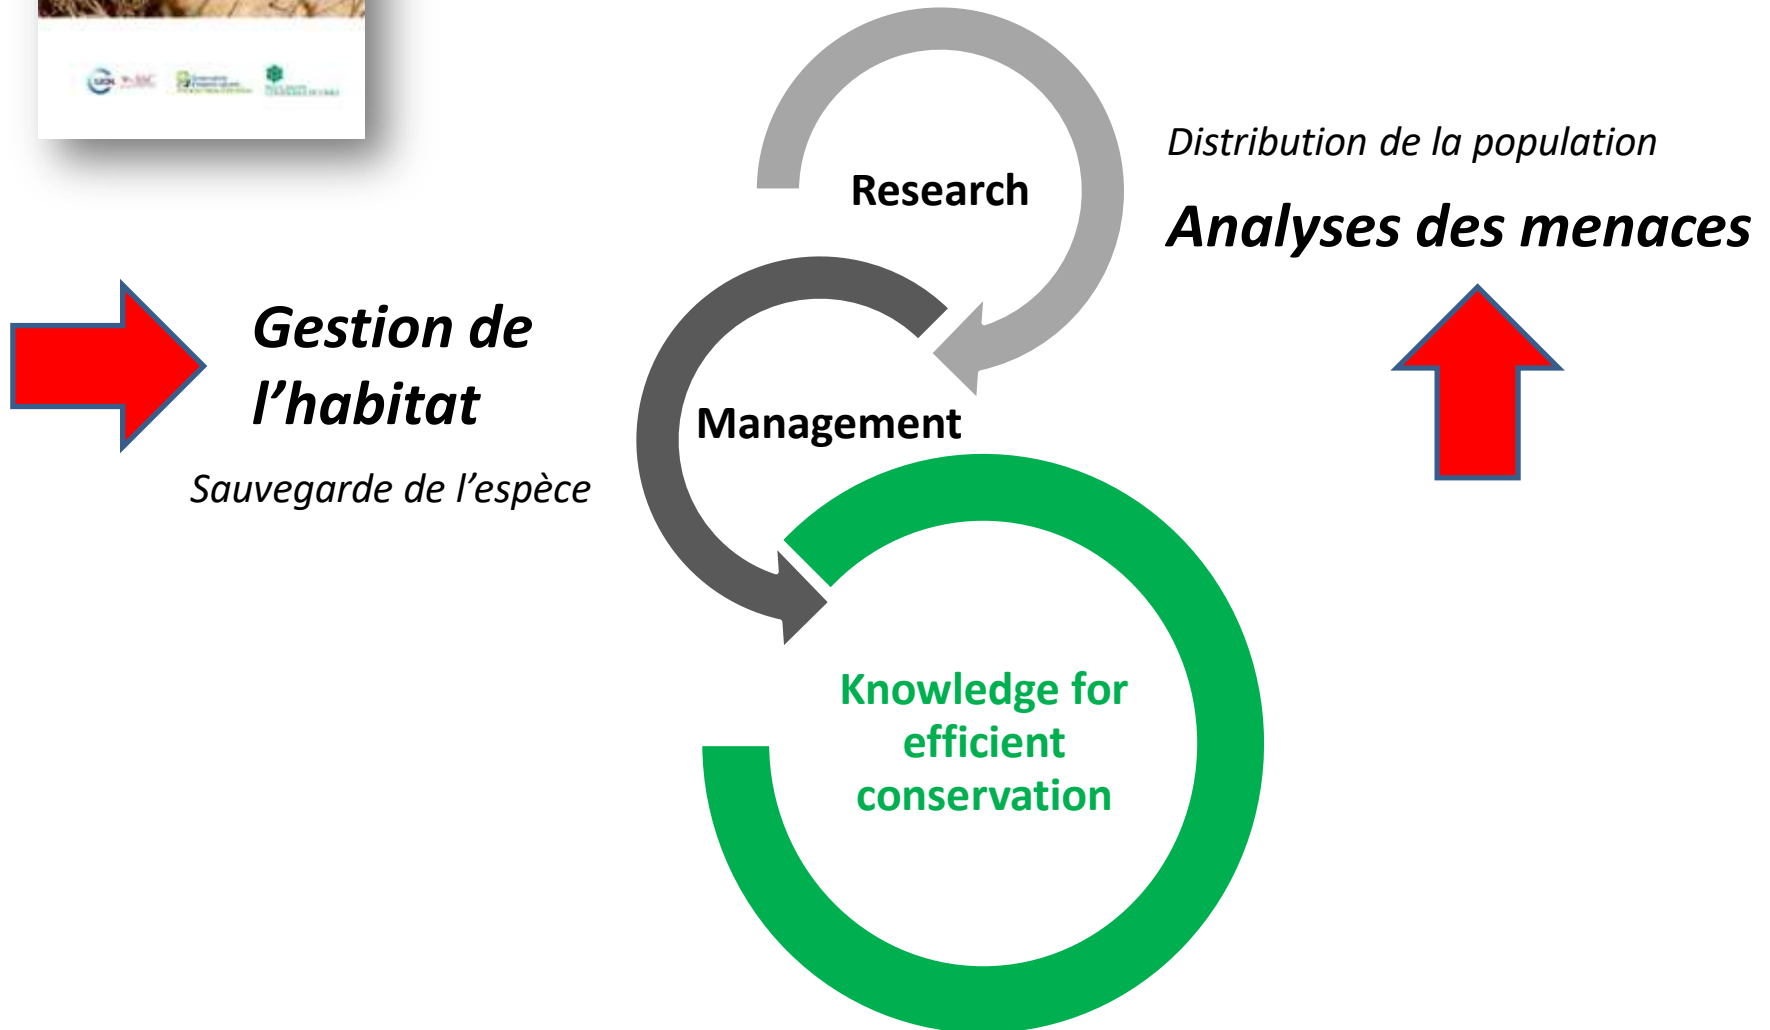 Distribution de la population
Research
Analyses des menaces
Gestion de
l’habitat
Management
Sauvegarde de l’espèce
Knowledge for
efficient
conservation